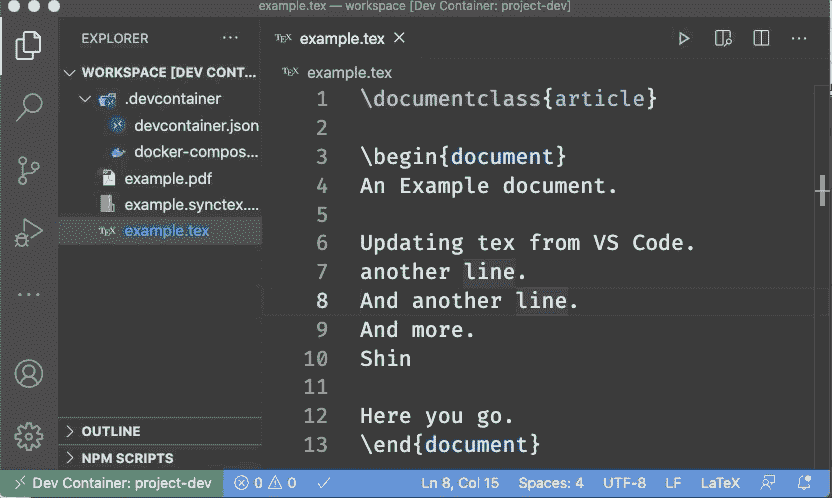 example.tex — workspace [Dev Container: project-dev]
EXPLORER
WORKSPACE [DEV CONT...
.devcontainer
devcontainer.json
docker-compos...
example.pdf
example.synctex....
TEX example.tex
OUTLINE
NPM SCRIPTS
TEX example.tex
TEX example.tex
1 \documentclass{article}
2
3 \begin{document}
4 An Example document.
5
6 Updating tex from VS Code.
7 another line.
8 And another line.
9 And more.
10 Shin
11
12 Here you go.
13 \end{document}
Dev Container: project-dev 0 0 Ln 8, Col 15 Spaces: 4 UTF-8 LF LaTeX